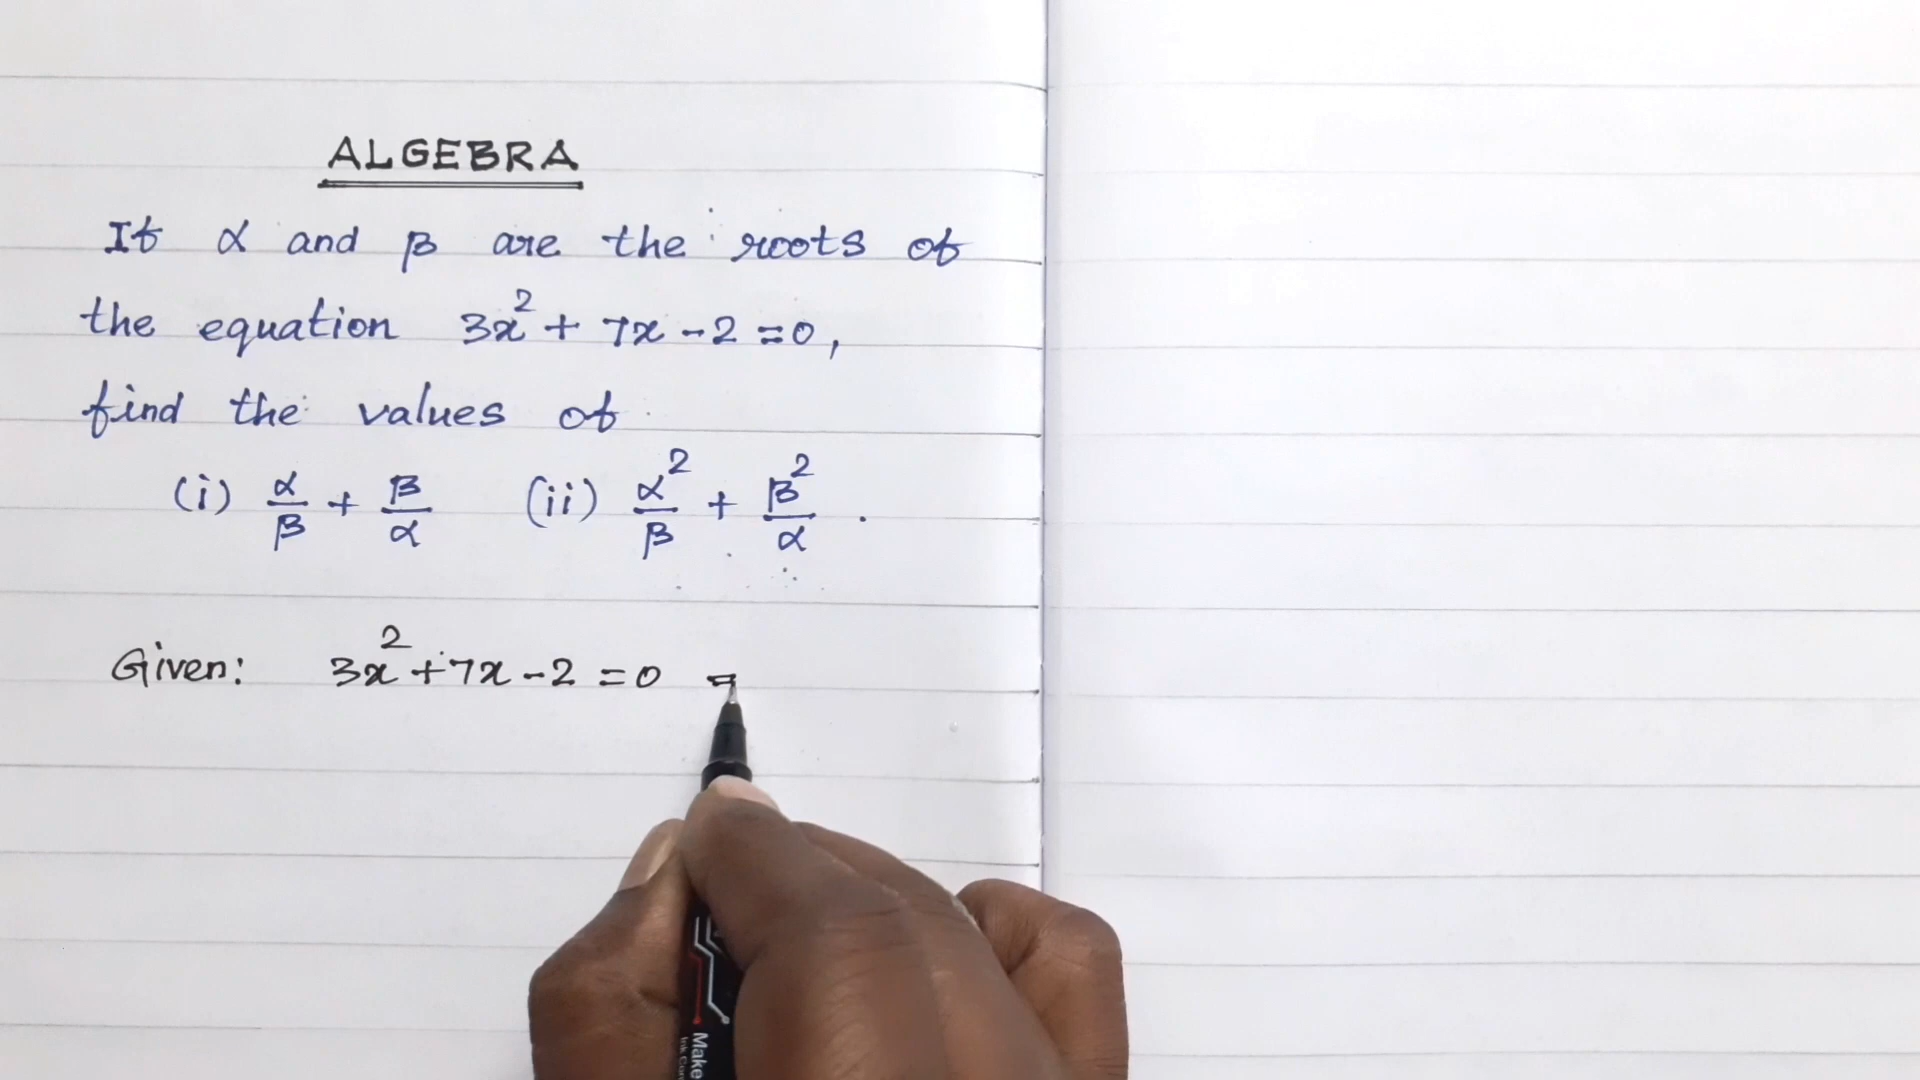 ALGEBRA
If α and β are the roots of
the equation 3x² + 7x - 2 = 0,
find the values of
(i) α/β + β/α (ii) α²/β + β²/α .
Given: 3x² + 7x - 2 = 0 =
Make